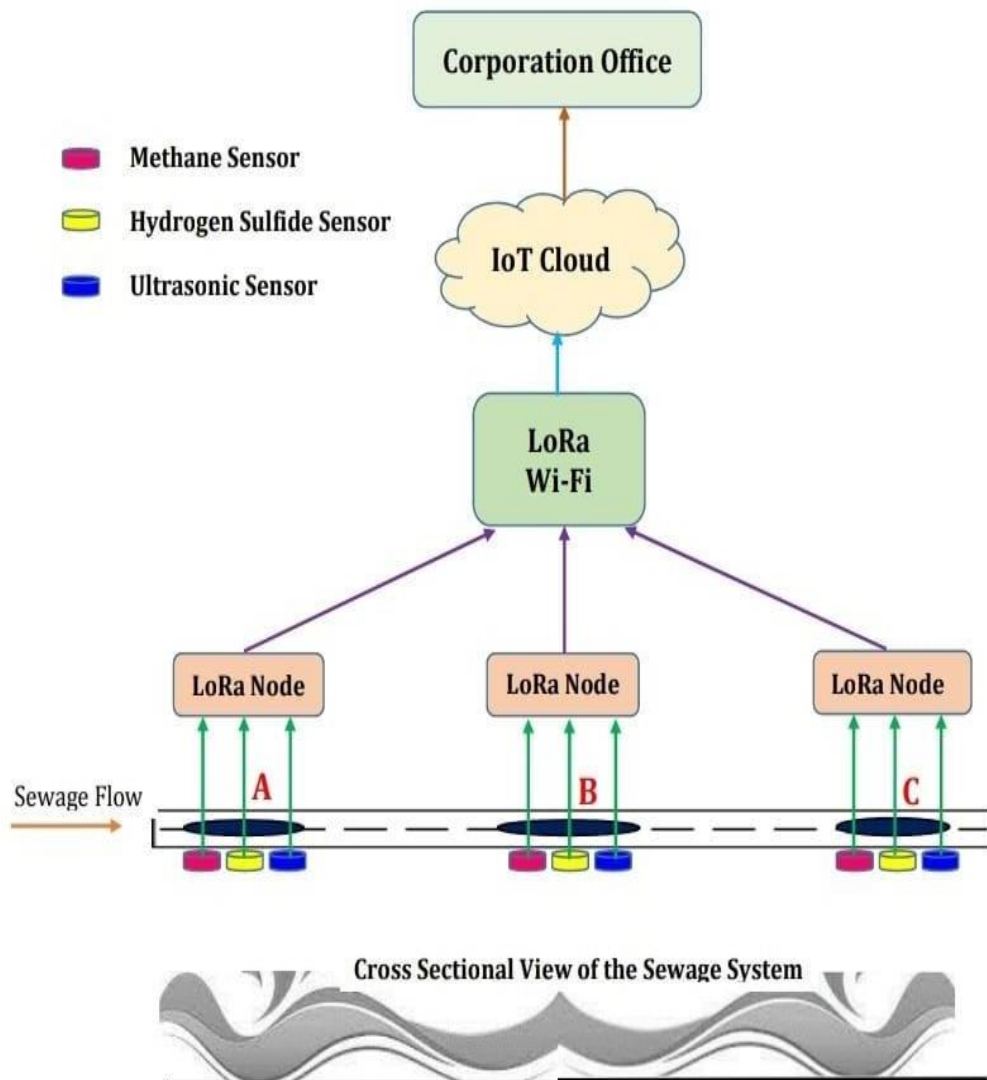 Corporation Office
Methane Sensor
Hydrogen Sulfide Sensor
Ultrasonic Sensor
IoT Cloud
LoRa
Wi-Fi
LoRa Node
LoRa Node
LoRa Node
A
B
C
Sewage Flow
Cross Sectional View of the Sewage System